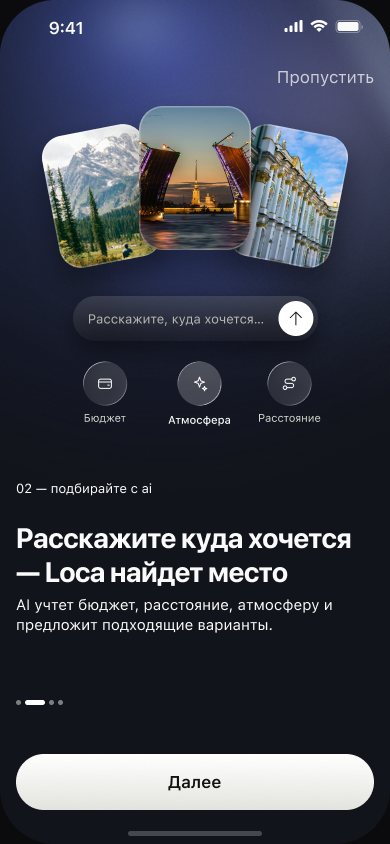 9:41
Пропустить
Расскажите, куда хочется...
Бюджет
Атмосфера
Расстояние
02 — подбирайте с ai
Расскажите куда хочется
— Loca найдет место
AI учтет бюджет, расстояние, атмосферу и
предложит подходящие варианты.
Далее